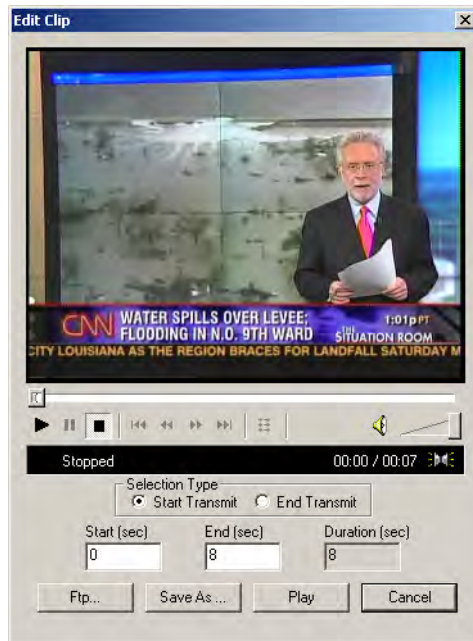 Edit Clip
CNN
WATER SPILLS OVER LEVEE;
FLOODING IN N.O. 9TH WARD
1:01p PT
THE
SITUATION ROOM
CITY LOUISIANA AS THE REGION BRACES FOR LANDFALL SATURDAY M
Stopped 00:00 / 00:07
Selection Type
Start Transmit End Transmit
Start (sec) End (sec) Duration (sec)
0 8 8
Ftp... Save As ... Play Cancel